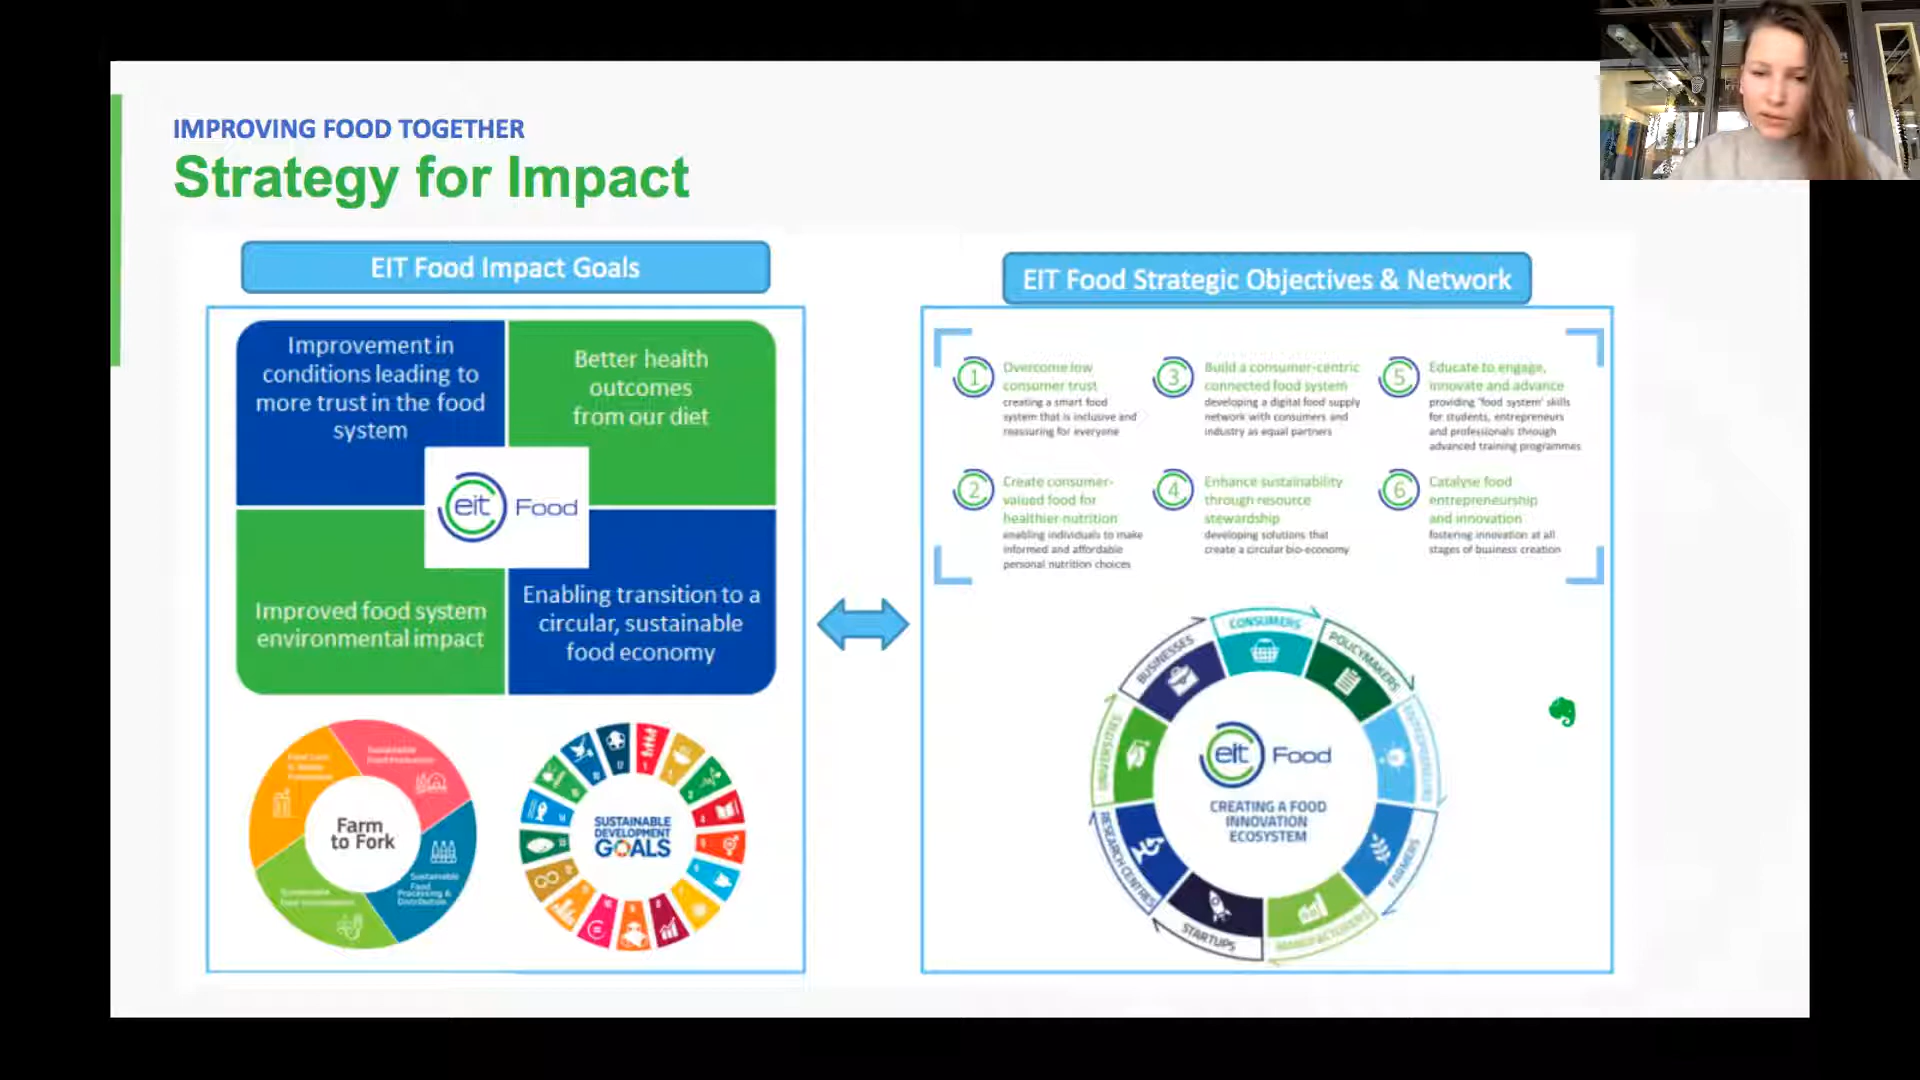 IMPROVING FOOD TOGETHER
Strategy for Impact
EIT Food Impact Goals
Improvement in
conditions leading to
more trust in the food
system
Better health
outcomes
from our diet
eit Food
Improved food system
environmental impact
Enabling transition to a
circular, sustainable
food economy
Farm
to Fork
Sustainable
Food
Processing &
Distribution
SUSTAINABLE
DEVELOPMENT
GOALS
EIT Food Strategic Objectives & Network
1
Overcome low
consumer trust
creating a smart food
system that is inclusive and
reassuring for everyone
2
Create consumer-
valued food for
healthier nutrition
enabling individuals to make
informed and affordable
personal nutrition choices
3
Build a consumer-centric
connected food system
developing a digital food supply
network with consumers and
industry as equal partners
4
Enhance sustainability
through resource
stewardship
developing solutions that
create a circular bio-economy
5
Educate to engage,
innovate and advance
providing 'food system' skills
for students, entrepreneurs
and professionals through
advanced training programmes
6
Catalyse food
entrepreneurship
and innovation
fostering innovation at all
stages of business creation
CONSUMERS
POLICYMAKERS
ENTREPRENEURS
FARMERS
MANUFACTURERS
STARTUPS
RESEARCH CENTRES
UNIVERSITIES
BUSINESSES
eit Food
CREATING A FOOD
INNOVATION
ECOSYSTEM